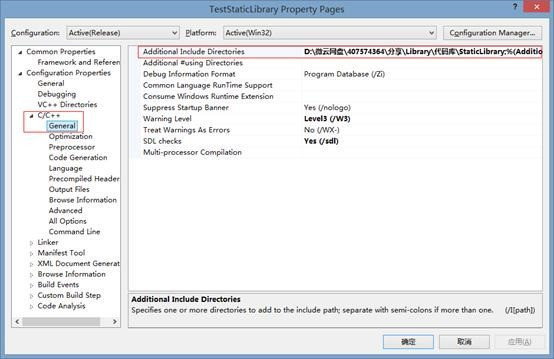 TestStaticLibrary Property Pages
Configuration: Active(Release) Platform: Active(Win32) Configuration Manager...
Common Properties
Framework and Referen
Configuration Properties
General
Debugging
VC++ Directories
C/C++
General
Optimization
Preprocessor
Code Generation
Language
Precompiled Header
Output Files
Browse Information
Advanced
All Options
Command Line
Linker
Manifest Tool
XML Document Generator
Browse Information
Build Events
Custom Build Step
Code Analysis
Additional Include Directories D:\微云网盘\407574364\分享\Library\代码库\StaticLibrary;%(Additio
Additional #using Directories
Debug Information Format Program Database (/Zi)
Common Language RunTime Support
Consume Windows Runtime Extension
Suppress Startup Banner Yes (/nologo)
Warning Level Level3 (/W3)
Treat Warnings As Errors No (/WX-)
SDL checks Yes (/sdl)
Multi-processor Compilation
Additional Include Directories
Specifies one or more directories to add to the include path; separate with semi-colons if more than one. (/I[path])
确定 取消 应用(A)